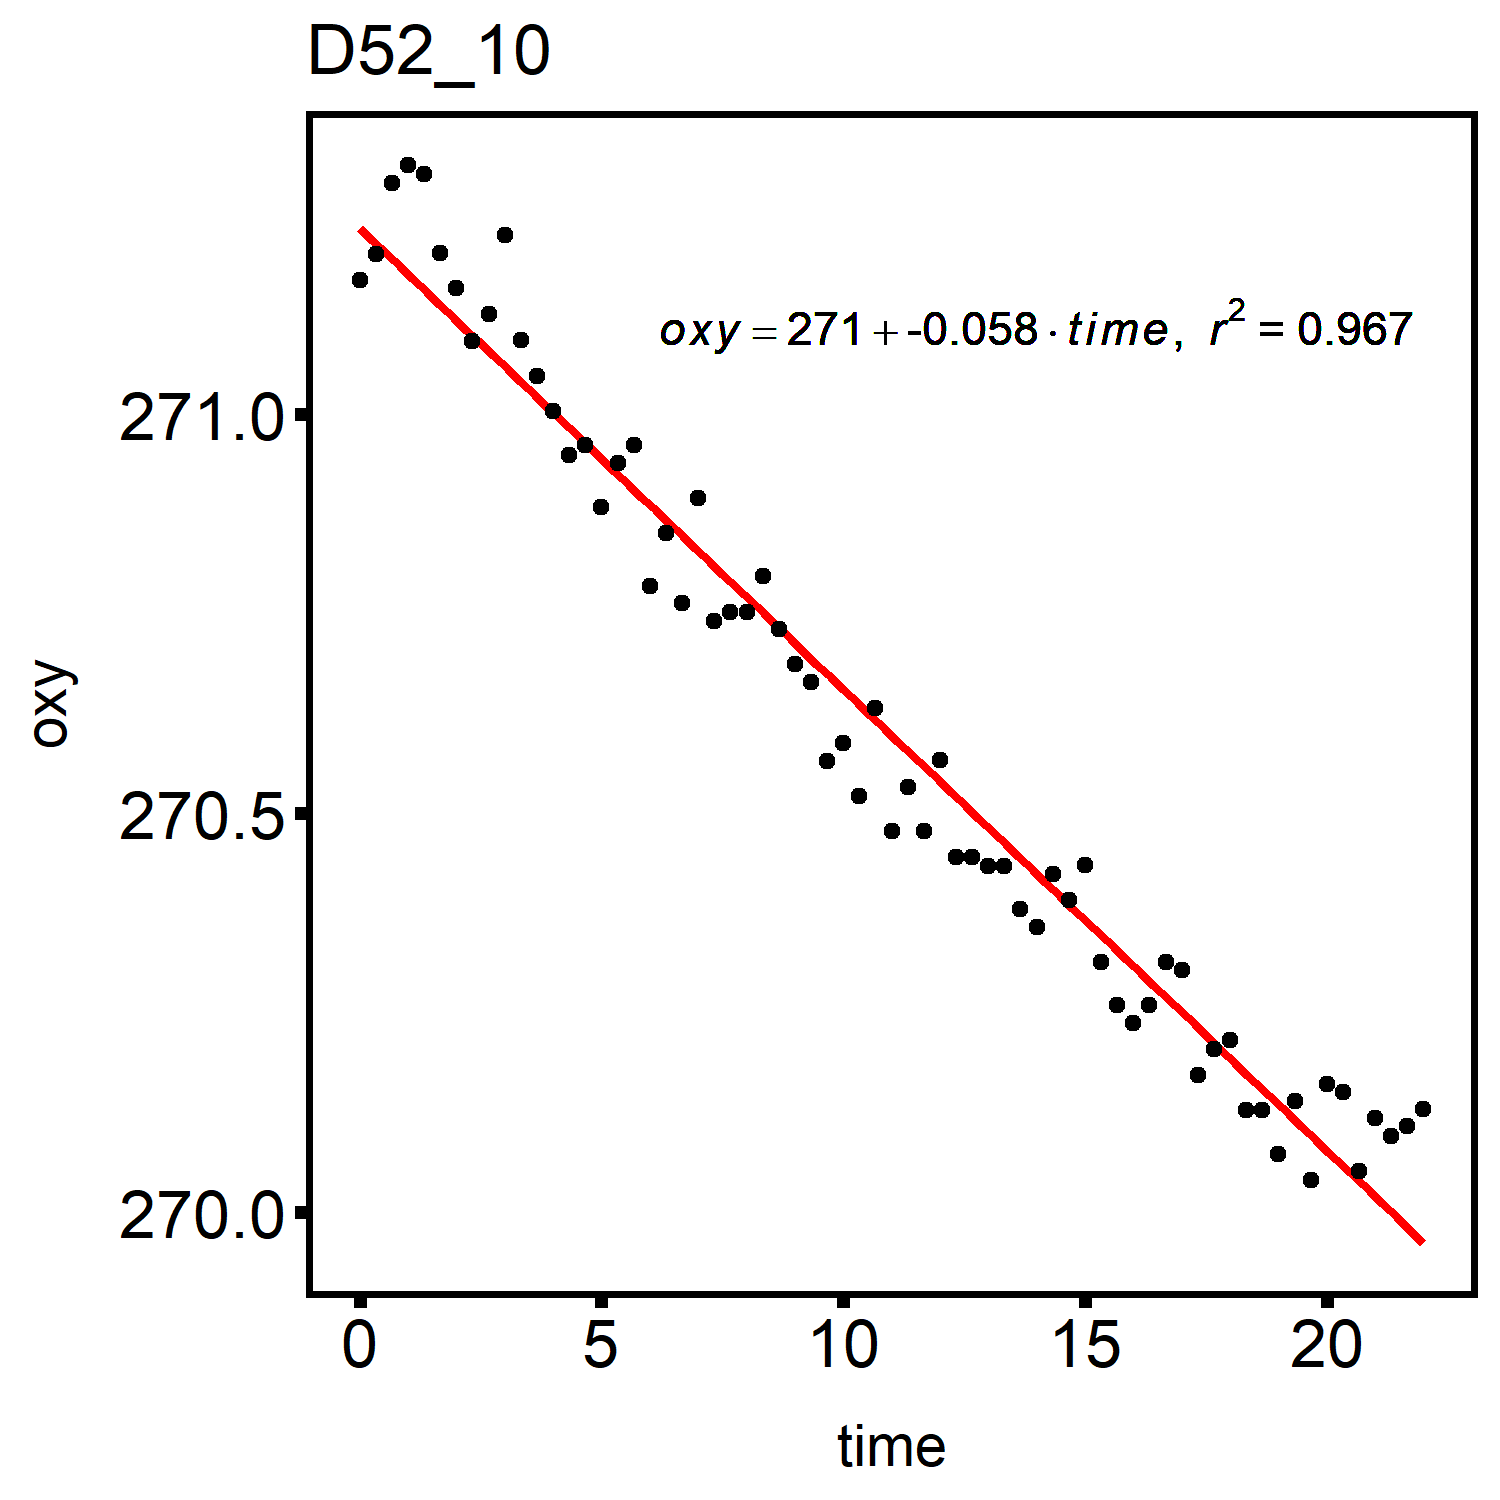 D52_10
oxy = 271 + -0.058 · time, r² = 0.967
271.0
270.5
270.0
oxy
0 5 10 15 20
time